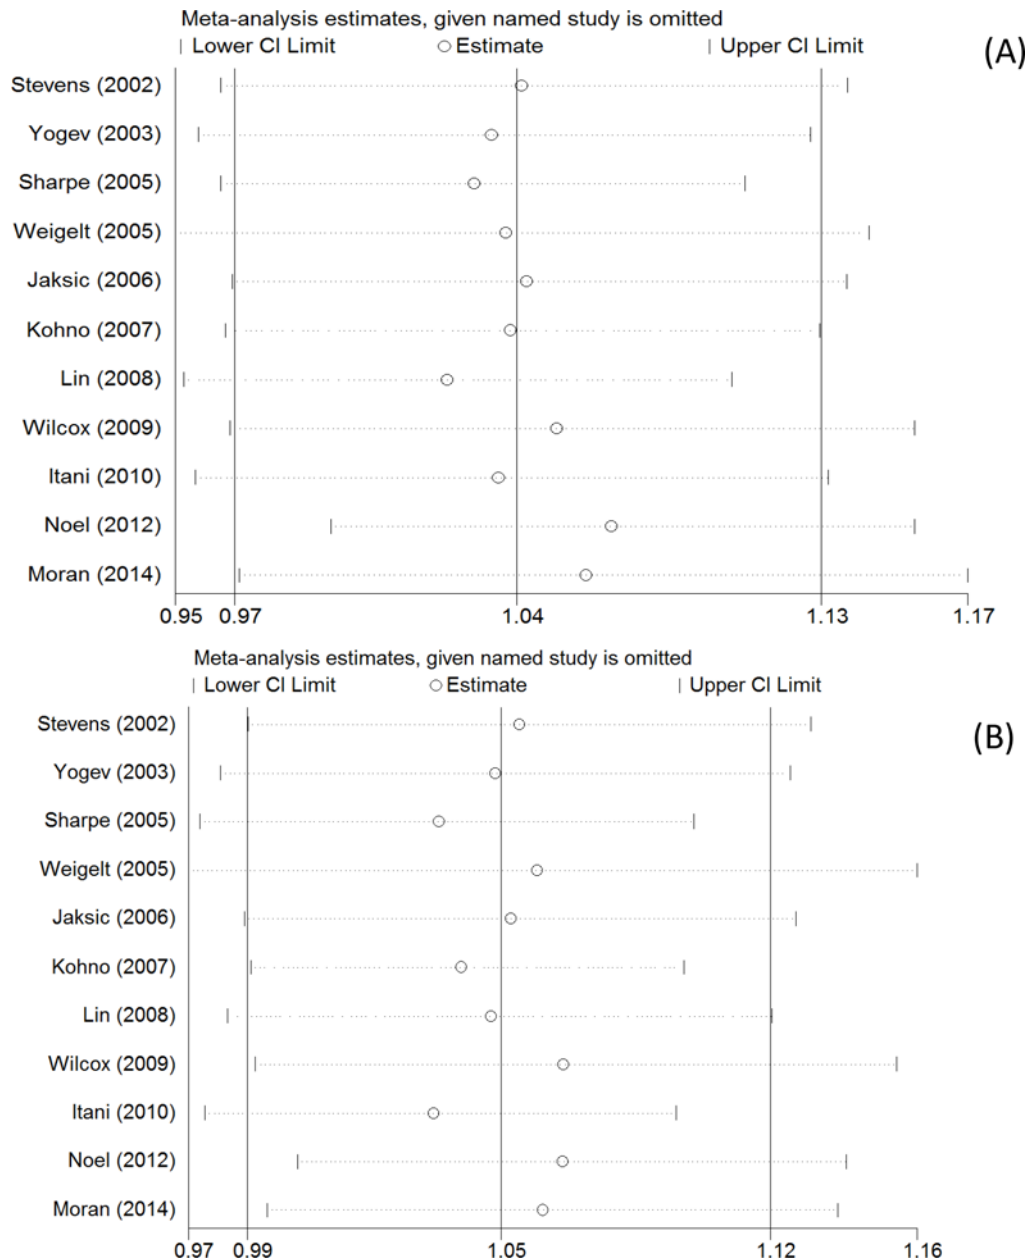 Meta-analysis estimates, given named study is omitted
Lower CI Limit Estimate Upper CI Limit
(A)
Stevens (2002)
Yogev (2003)
Sharpe (2005)
Weigelt (2005)
Jaksic (2006)
Kohno (2007)
Lin (2008)
Wilcox (2009)
Itani (2010)
Noel (2012)
Moran (2014)
0.95 0.97 1.04 1.13 1.17
Meta-analysis estimates, given named study is omitted
Lower CI Limit Estimate Upper CI Limit
(B)
Stevens (2002)
Yogev (2003)
Sharpe (2005)
Weigelt (2005)
Jaksic (2006)
Kohno (2007)
Lin (2008)
Wilcox (2009)
Itani (2010)
Noel (2012)
Moran (2014)
0.97 0.99 1.05 1.12 1.16